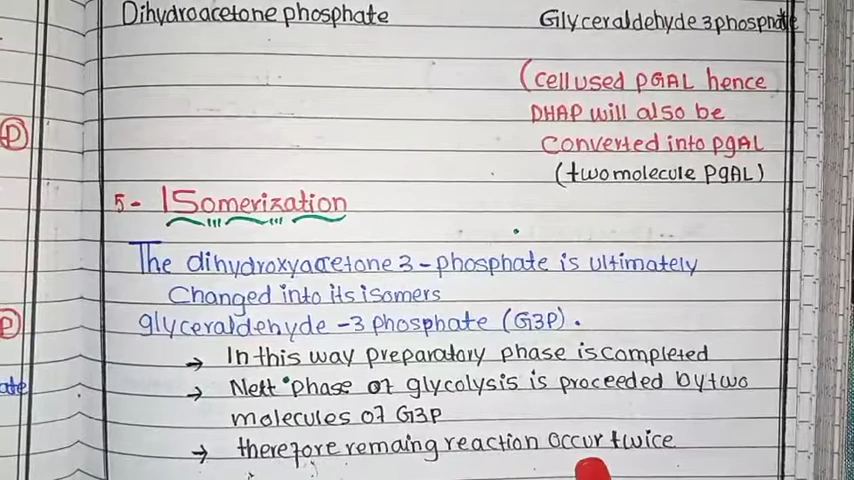 Dihydroacetone phosphate
Glyceraldehyde 3 phosphate
(Cell used PGAL hence
DHAP will also be
Converted into PgAL
(two molecule PgAL)
P
5- ISomerization
The dihydroxyacetone 3-phosphate is ultimately
Changed into its isomers
glyceraldehyde -3 phosphate (G3P).
P
→ In this way preparatory phase is completed
ate
→ Next phase of glycolysis is proceeded by two
molecules of G3P
→ therefore remaing reaction occur twice